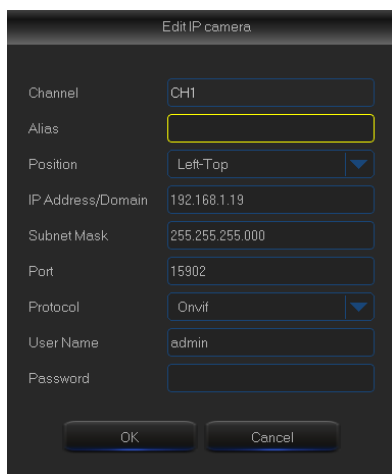 Edit IP camera
Channel CH1
Alias
Position Left-Top
IP Address/Domain 192.168.1.19
Subnet Mask 255.255.255.000
Port 15902
Protocol Onvif
User Name admin
Password
OK Cancel